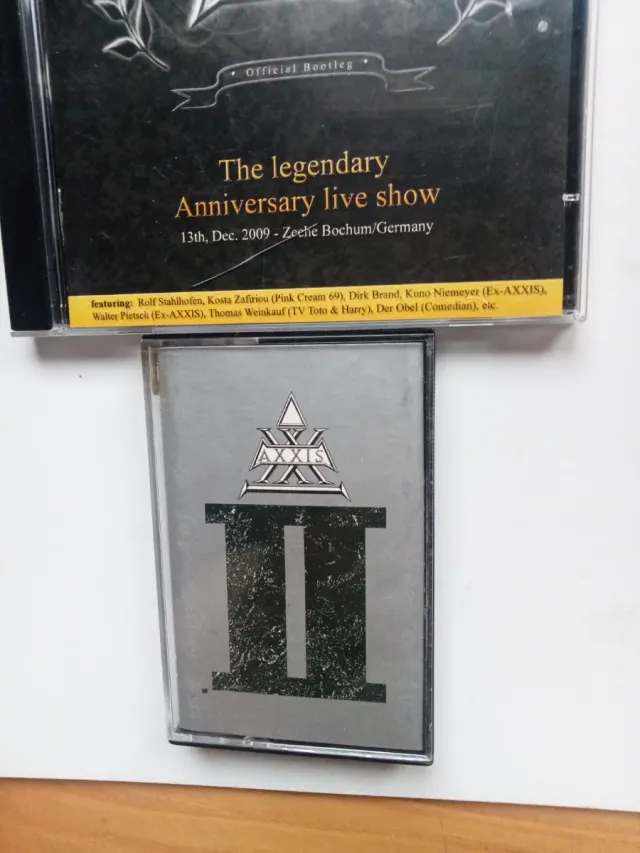 · Official Bootleg ·
The legendary
Anniversary live show
13th, Dec. 2009 - Zeche Bochum/Germany
featuring: Rolf Stahlhofen, Kosta Zafiriou (Pink Cream 69), Dirk Brand, Kuno Niemeyer (Ex-AXXIS),
Walter Pietsch (Ex-AXXIS), Thomas Weinkauf (TV Toto & Harry), Der Obel (Comedian), etc.
AXXIS
II